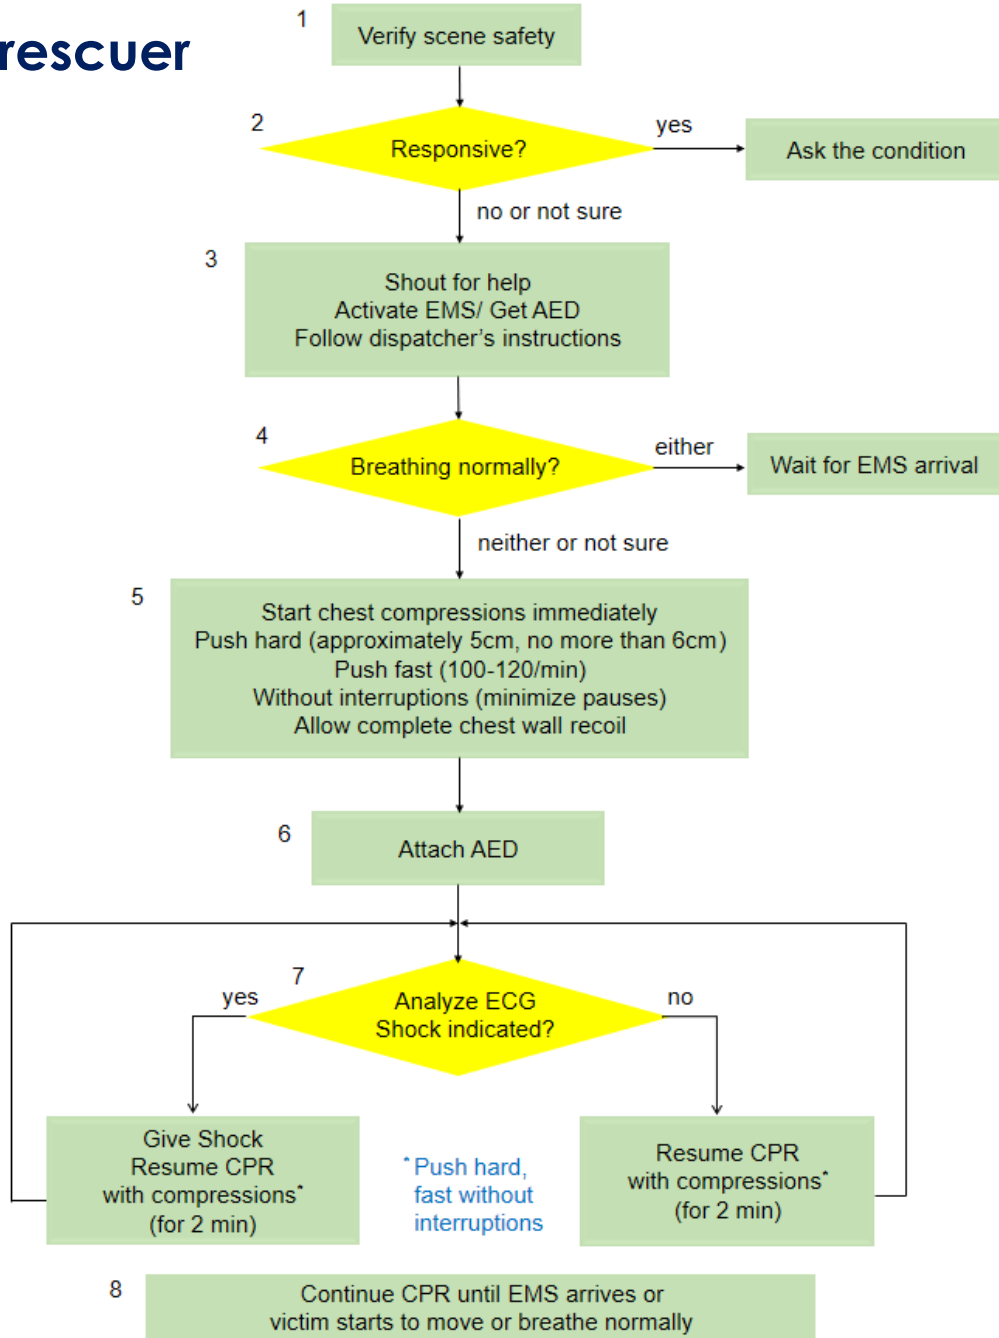 rescuer
1
Verify scene safety
2
Responsive?
yes
Ask the condition
no or not sure
3
Shout for help
Activate EMS/ Get AED
Follow dispatcher's instructions
4
Breathing normally?
either
Wait for EMS arrival
neither or not sure
5
Start chest compressions immediately
Push hard (approximately 5cm, no more than 6cm)
Push fast (100-120/min)
Without interruptions (minimize pauses)
Allow complete chest wall recoil
6
Attach AED
7
Analyze ECG
Shock indicated?
yes
no
Give Shock
Resume CPR
with compressions*
(for 2 min)
*Push hard,
fast without
interruptions
Resume CPR
with compressions*
(for 2 min)
8
Continue CPR until EMS arrives or
victim starts to move or breathe normally